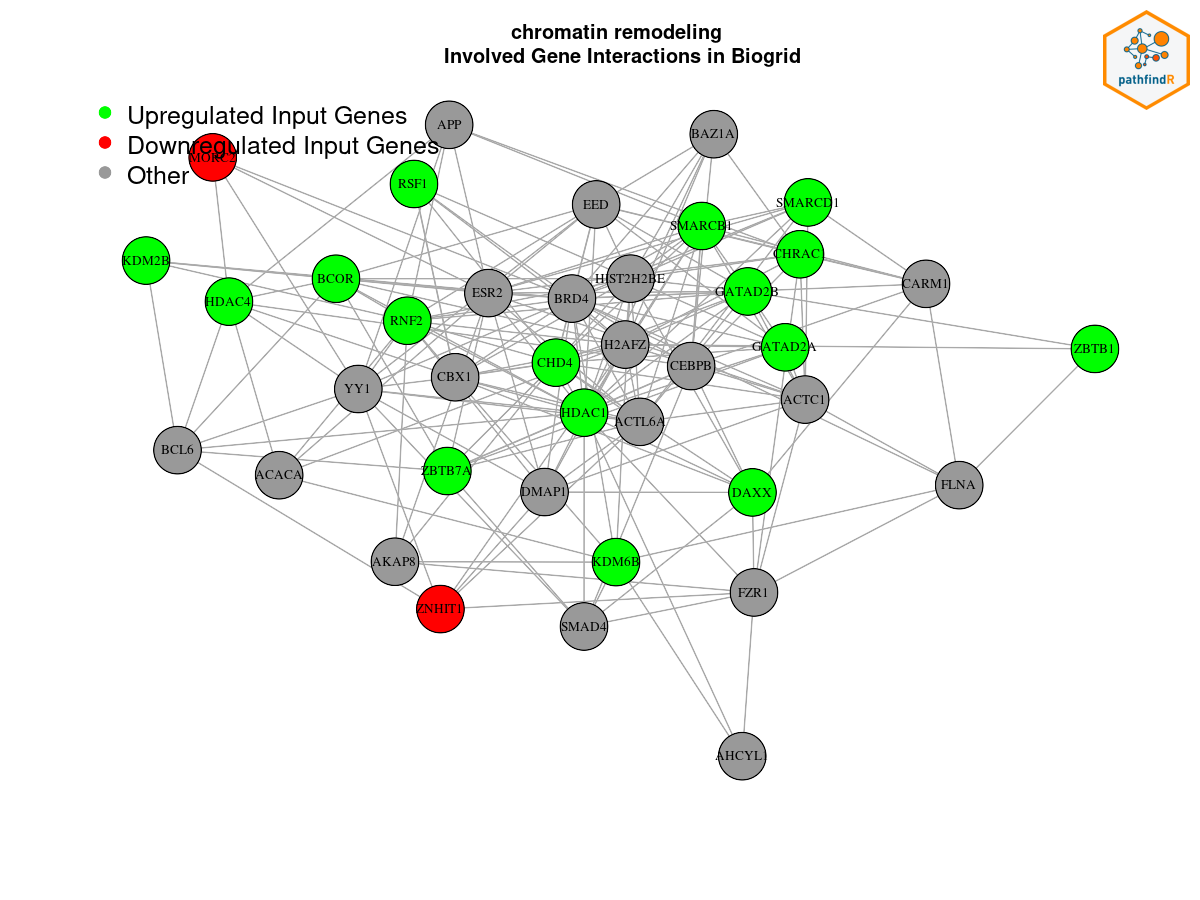 chromatin remodeling
Involved Gene Interactions in Biogrid
pathfindR
Upregulated Input Genes
Downregulated Input Genes
Other
APP
BAZ1A
RSF1
EED
SMARCD1
SMARCB1
KDM2B
CHRAC
BCOR
HIST2H2BE
HDAC4
ESR2
BRD4
GATAD2B
CARM1
RNF2
H2AFZ
GATAD2A
ZBTB1
CHD4
CEBPB
YY1
CBX1
ACTC1
HDAC1
ACTL6A
BCL6
ACACA
ZBTB7A
DMAP1
DAXX
FLNA
AKAP8
KDM6B
FZR1
ZNHIT1
SMAD4
AHCYL1